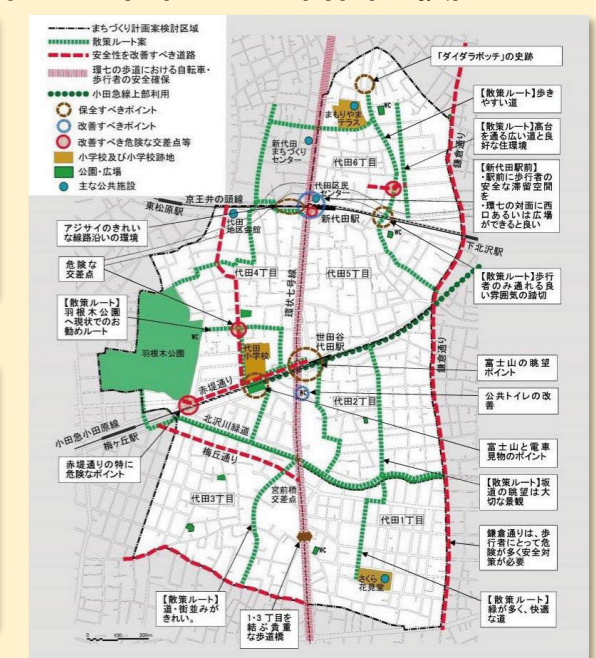 まちづくり計画案検討区域
散策ルート案
安全性を改善すべき道路
環七の歩道における自転車・
歩行者の安全確保
小田急線上部利用
保全すべきポイント
改善すべきポイント
改善すべき危険な交差点等
小学校及び小学校跡地
公園・広場
主な公共施設
「ダイダラボッチ」の史跡
【散策ルート】歩き
やすい道
【散策ルート】高台
を通る広い道と良
好な住環境
【新代田駅前】
・駅前に歩行者の
安全な滞留空間
を
・環七の対面に西
口あるいは広場
ができると良い
【散策ルート】歩行
者のみ通れる良
い雰囲気の踏切
富士山の眺望
ポイント
公共トイレの改
善
富士山と電車
見物のポイント
【散策ルート】坂
道の眺望は大
切な景観
鎌倉通りは、歩
行者にとって危
険が多く安全対
策が必要
【散策ルート】
緑が多く、快適
な道
1・3丁目を
結ぶ貴重
な歩道橋
【散策ルート】
道・街並みが
きれい。
赤堤通りの特に
危険なポイント
【散策ルート】
羽根木公園
へ現状でのお
勧めルート
危険な
交差点
アジサイのきれい
な線路沿いの環境
京王井の頭線
東松原駅
新代田
まちづくり
センター
まもりやま
テラス
WC
代田6丁目
代田区民
センター
新代田駅
代田
地区会館
WC
下北沢駅
鎌倉通り
代田4丁目
代田5丁目
環状七号線
羽根木公園
代田
小学校
世田谷
代田駅
赤堤通り
WC
代田2丁目
鎌倉通り
小田急小田原線
梅ヶ丘駅
北沢川緑道
梅丘通り
宮前橋
交差点
代田3丁目
代田1丁目
WC
さくら
花見堂
0 100 200m